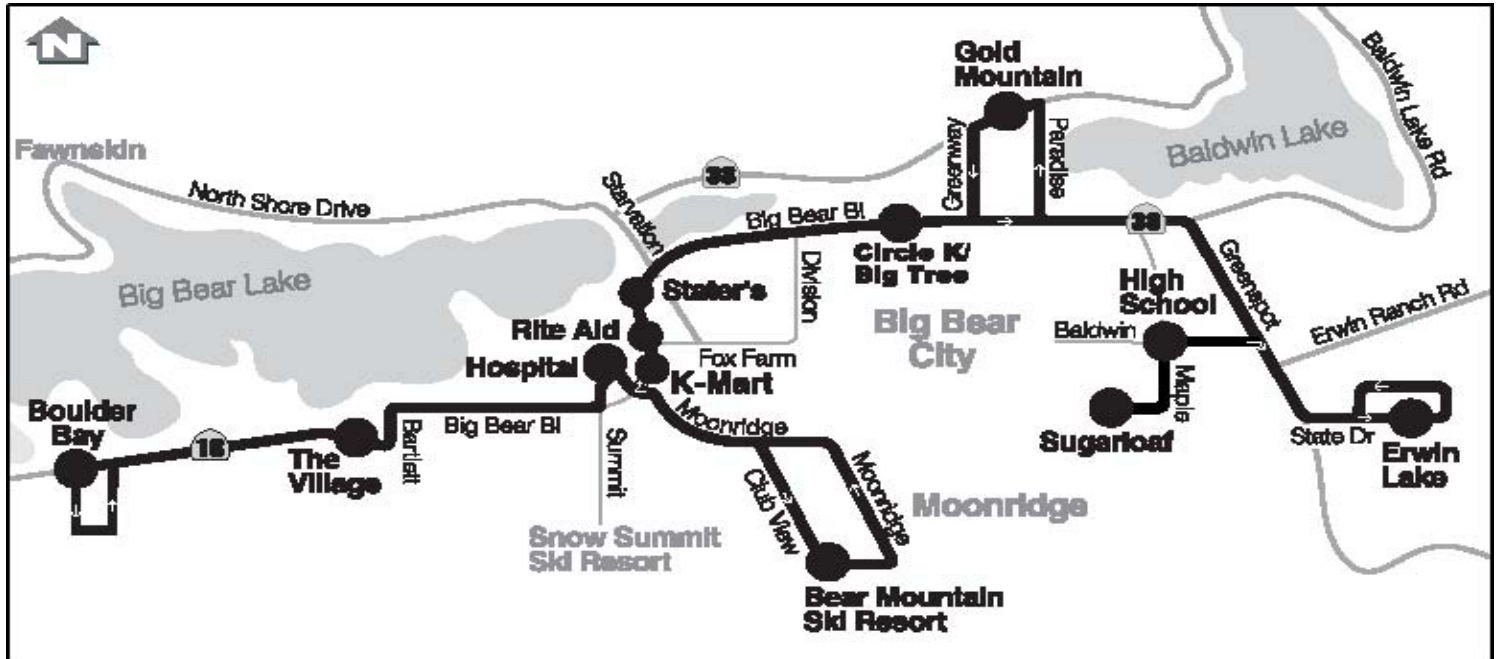 N
Gold
Mountain
Baldwin Lake Rd
Fawnskin
North Shore Drive
Starvation
38
Greenway
Paradise
Baldwin Lake
Big Bear Bl
38
Circle K/
Big Tree
Division
Greenspot
Big Bear Lake
Stater's
High
School
Erwin Ranch Rd
Rite Aid
Big Bear
City
Baldwin
Hospital
Fox Farm
K-Mart
Maple
Boulder
Bay
18
The
Village
Bartlett
Big Bear Bl
Summit
Moonridge
Sugarloaf
State Dr
Erwin
Lake
Club View
Moonridge
Moonridge
Snow Summit
Ski Resort
Bear Mountain
Ski Resort